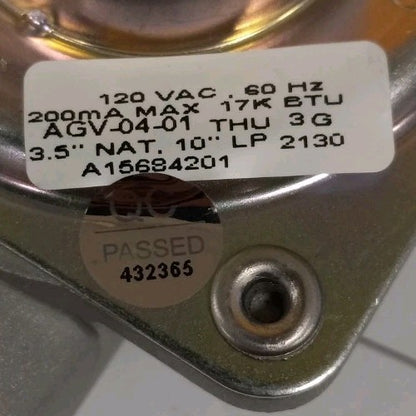 120 VAC . 60 Hz
200mA MAX 17K BTU
AGV-04-01 THU 3G
3.5" NAT. 10" LP 2130
A15684201
QC
PASSED
432365